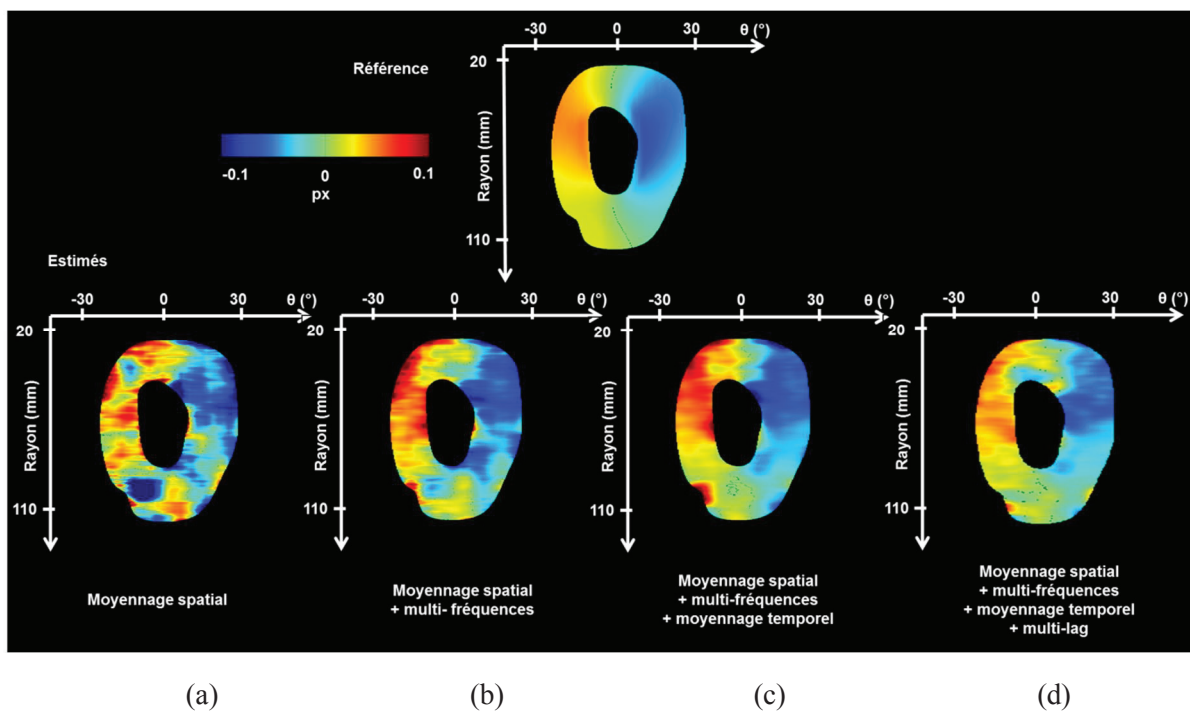 -30 0 30 θ (°)
20
Référence
Rayon (mm)
-0.1 0 0.1
px
110
Estimés
-30 0 30 θ (°)
20
Rayon (mm)
110
-30 0 30 θ (°)
20
Rayon (mm)
110
-30 0 30 θ (°)
20
Rayon (mm)
110
-30 0 30 θ (°)
20
Rayon (mm)
110
Moyennage spatial
Moyennage spatial
+ multi- fréquences
Moyennage spatial
+ multi-fréquences
+ moyennage temporel
Moyennage spatial
+ multi-fréquences
+ moyennage temporel
+ multi-lag
(a) (b) (c) (d)